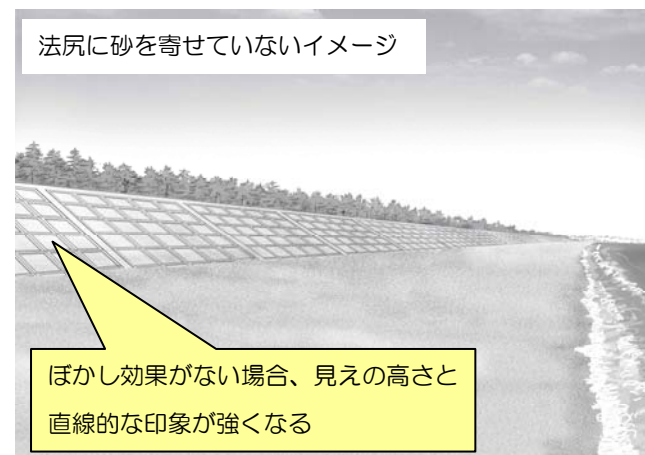 法尻に砂を寄せていないイメージ
ぼかし効果がない場合、見えの高さと
直線的な印象が強くなる